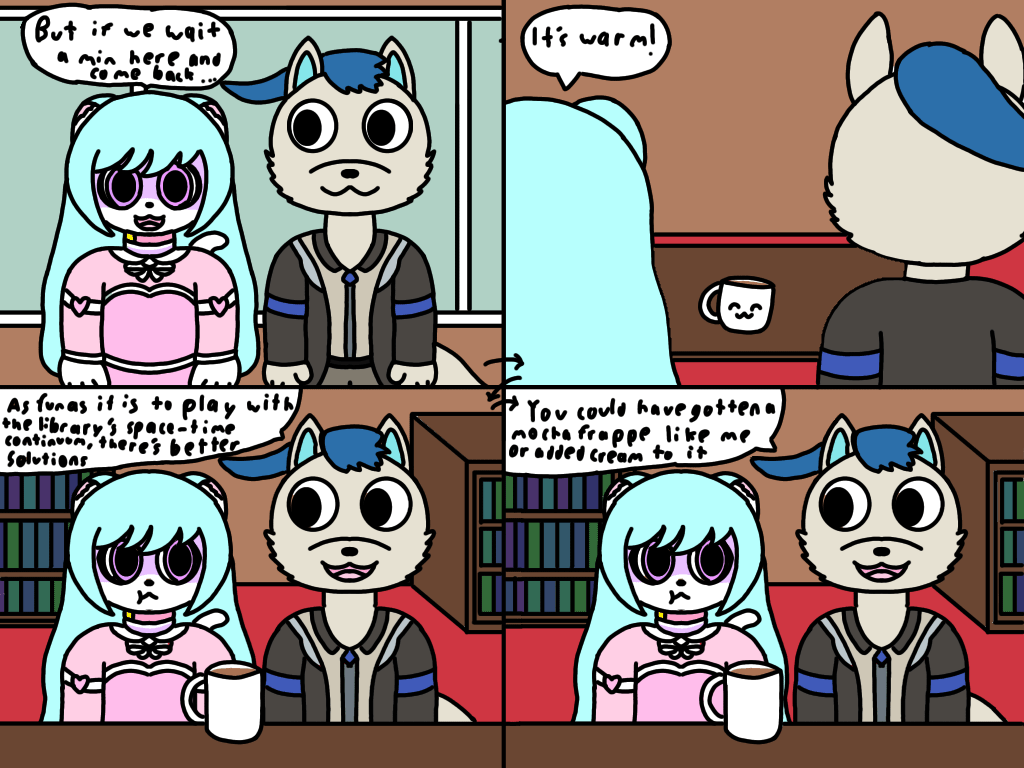 But if we wait
a min here and
come back...
It's warm!
As fun as it is to play with
the library's space-time
continuum, there's better
solutions
You could have gotten a
mocha frappe like me
or added cream to it